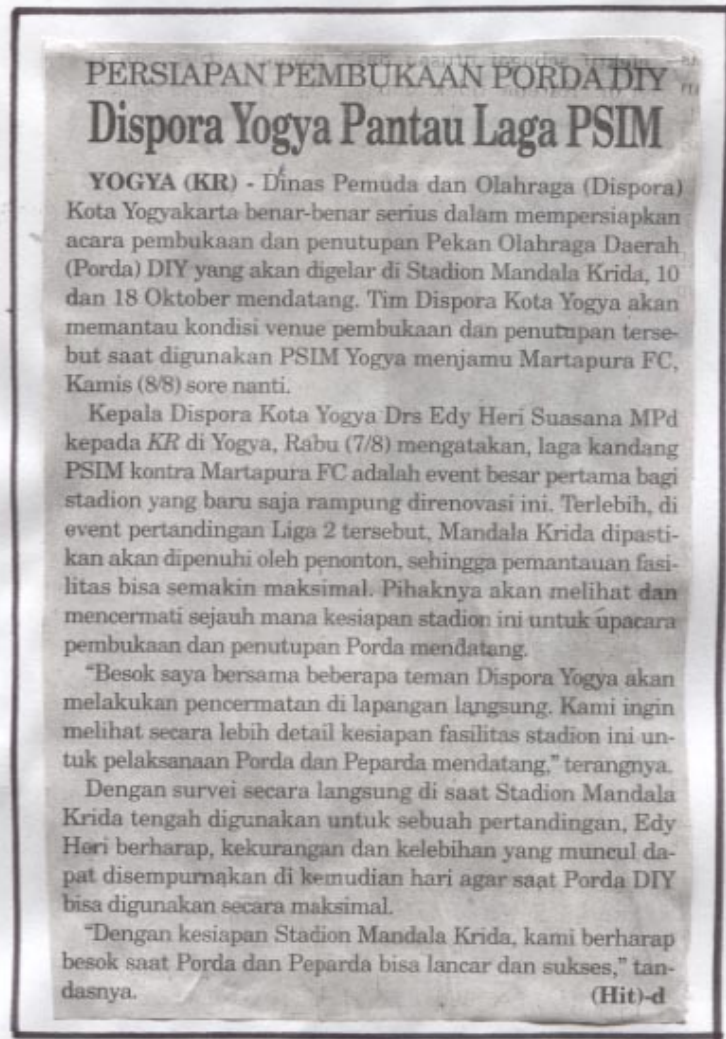 PERSIAPAN PEMBUKAAN PORDA DIY
Dispora Yogya Pantau Laga PSIM
YOGYA (KR) - Dinas Pemuda dan Olahraga (Dispora)
Kota Yogyakarta benar-benar serius dalam mempersiapkan
acara pembukaan dan penutupan Pekan Olahraga Daerah
(Porda) DIY yang akan digelar di Stadion Mandala Krida, 10
dan 18 Oktober mendatang. Tim Dispora Kota Yogya akan
memantau kondisi venue pembukaan dan penutupan terse-
but saat digunakan PSIM Yogya menjamu Martapura FC,
Kamis (8/8) sore nanti.
Kepala Dispora Kota Yogya Drs Edy Heri Suasana MPd
kepada KR di Yogya, Rabu (7/8) mengatakan, laga kandang
PSIM kontra Martapura FC adalah event besar pertama bagi
stadion yang baru saja rampung direnovasi ini. Terlebih, di
event pertandingan Liga 2 tersebut, Mandala Krida dipasti-
kan akan dipenuhi oleh penonton, sehingga pemantauan fasi-
litas bisa semakin maksimal. Pihaknya akan melihat dan
mencermati sejauh mana kesiapan stadion ini untuk upacara
pembukaan dan penutupan Porda mendatang.
"Besok saya bersama beberapa teman Dispora Yogya akan
melakukan pencermatan di lapangan langsung. Kami ingin
melihat secara lebih detail kesiapan fasilitas stadion ini un-
tuk pelaksanaan Porda dan Peparda mendatang," terangnya.
Dengan survei secara langsung di saat Stadion Mandala
Krida tengah digunakan untuk sebuah pertandingan, Edy
Heri berharap, kekurangan dan kelebihan yang muncul da-
pat disempurnakan di kemudian hari agar saat Porda DIY
bisa digunakan secara maksimal.
"Dengan kesiapan Stadion Mandala Krida, kami berharap
besok saat Porda dan Peparda bisa lancar dan sukses," tan-
dasnya. (Hit)-d